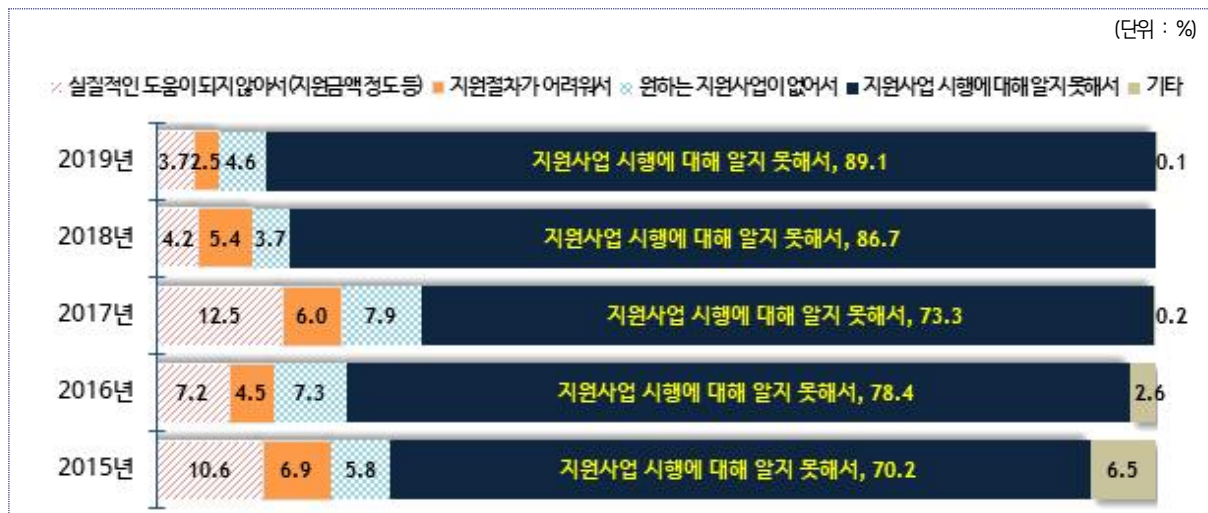 (단위 : %)
실질적인 도움이 되지 않아서(지원금액 정도 등) 지원절차가 어려워서 원하는 지원사업이 없어서 지원사업 시행에 대해 알지 못해서 기타
2019년 3.7 2.5 4.6 지원사업 시행에 대해 알지 못해서, 89.1 0.1
2018년 4.2 5.4 3.7 지원사업 시행에 대해 알지 못해서, 86.7
2017년 12.5 6.0 7.9 지원사업 시행에 대해 알지 못해서, 73.3 0.2
2016년 7.2 4.5 7.3 지원사업 시행에 대해 알지 못해서, 78.4 2.6
2015년 10.6 6.9 5.8 지원사업 시행에 대해 알지 못해서, 70.2 6.5